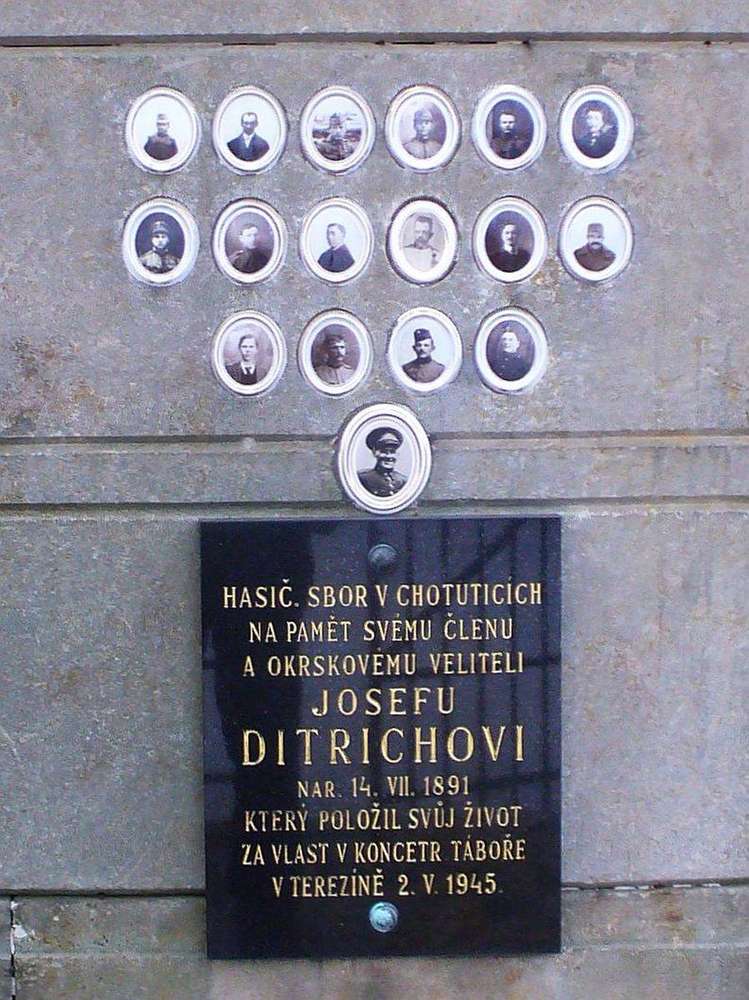 HASIČ. SBOR V CHOTUTICÍCH
NA PAMĚT SVÉMU ČLENU
A OKRSKOVÉMU VELITELI
JOSEFU
DITRICHOVI
NAR. 14. VII. 1891
KTERÝ POLOŽIL SVŮJ ŽIVOT
ZA VLAST V KONCETR TÁBOŘE
V TEREZÍNĚ 2. V. 1945.